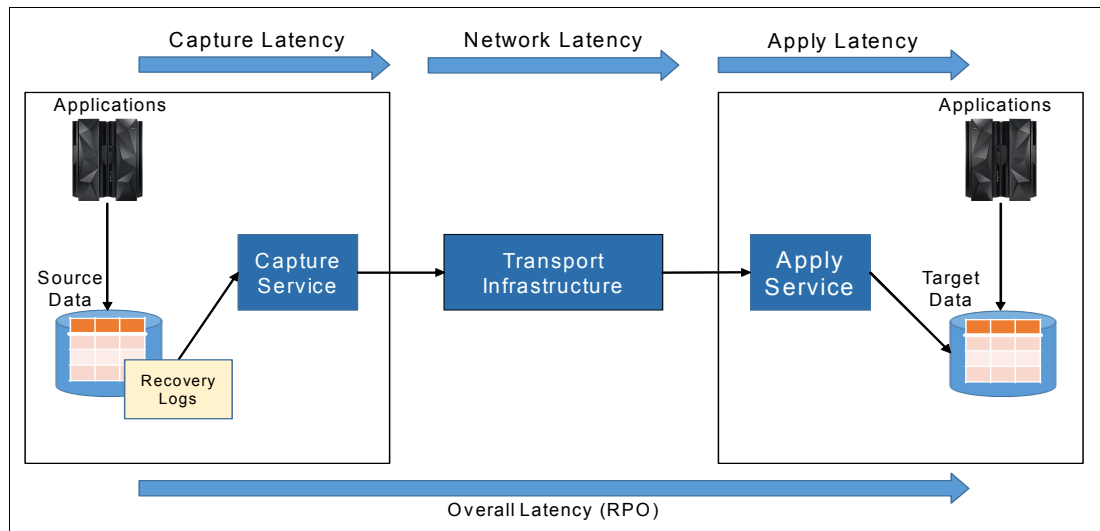 Capture Latency
Network Latency
Apply Latency
Applications
Applications
Source
Data
Capture
Service
Transport
Infrastructure
Apply
Service
Target
Data
Recovery
Logs
Overall Latency (RPO)